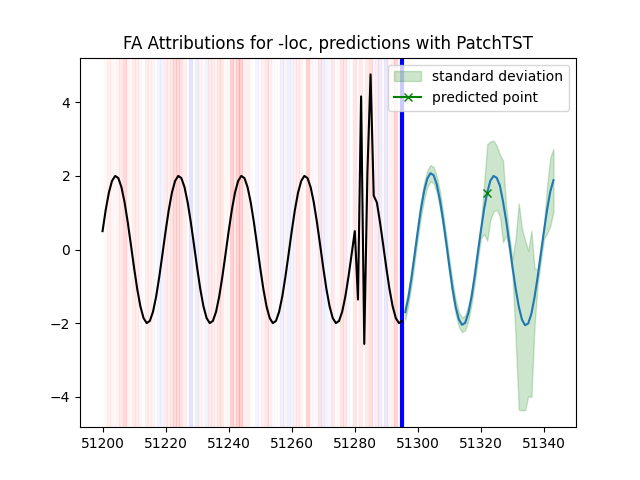 FA Attributions for -loc, predictions with PatchTST
standard deviation
predicted point
4
2
0
−2
−4
51200 51220 51240 51260 51280 51300 51320 51340